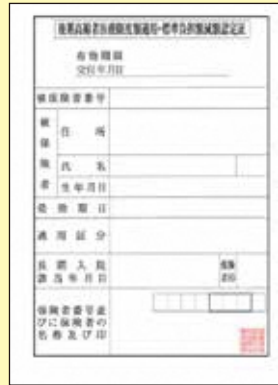 後期高齢者医療限度額適用・標準負担額減額認定証
有効期限
交付年月日
被保険者番号
被保険者
住所
氏名
生年月日
発効期日
適用区分
長期入院
該当年月日
保険者印
保険者番号並
びに保険者の
名称及び印